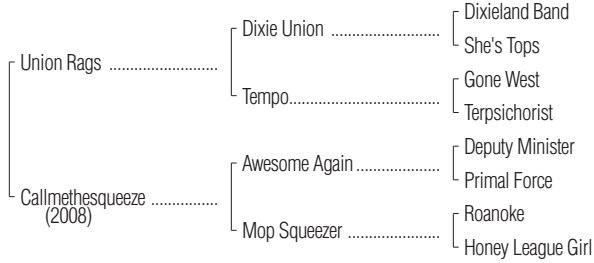 Dixieland Band
Dixie Union ............................
She's Tops
Union Rags ...........................
Gone West
Tempo......................................
Terpsichorist
Deputy Minister
Awesome Again .....................
Primal Force
Callmethesqueeze .................
(2008)
Roanoke
Mop Squeezer .......................
Honey League Girl